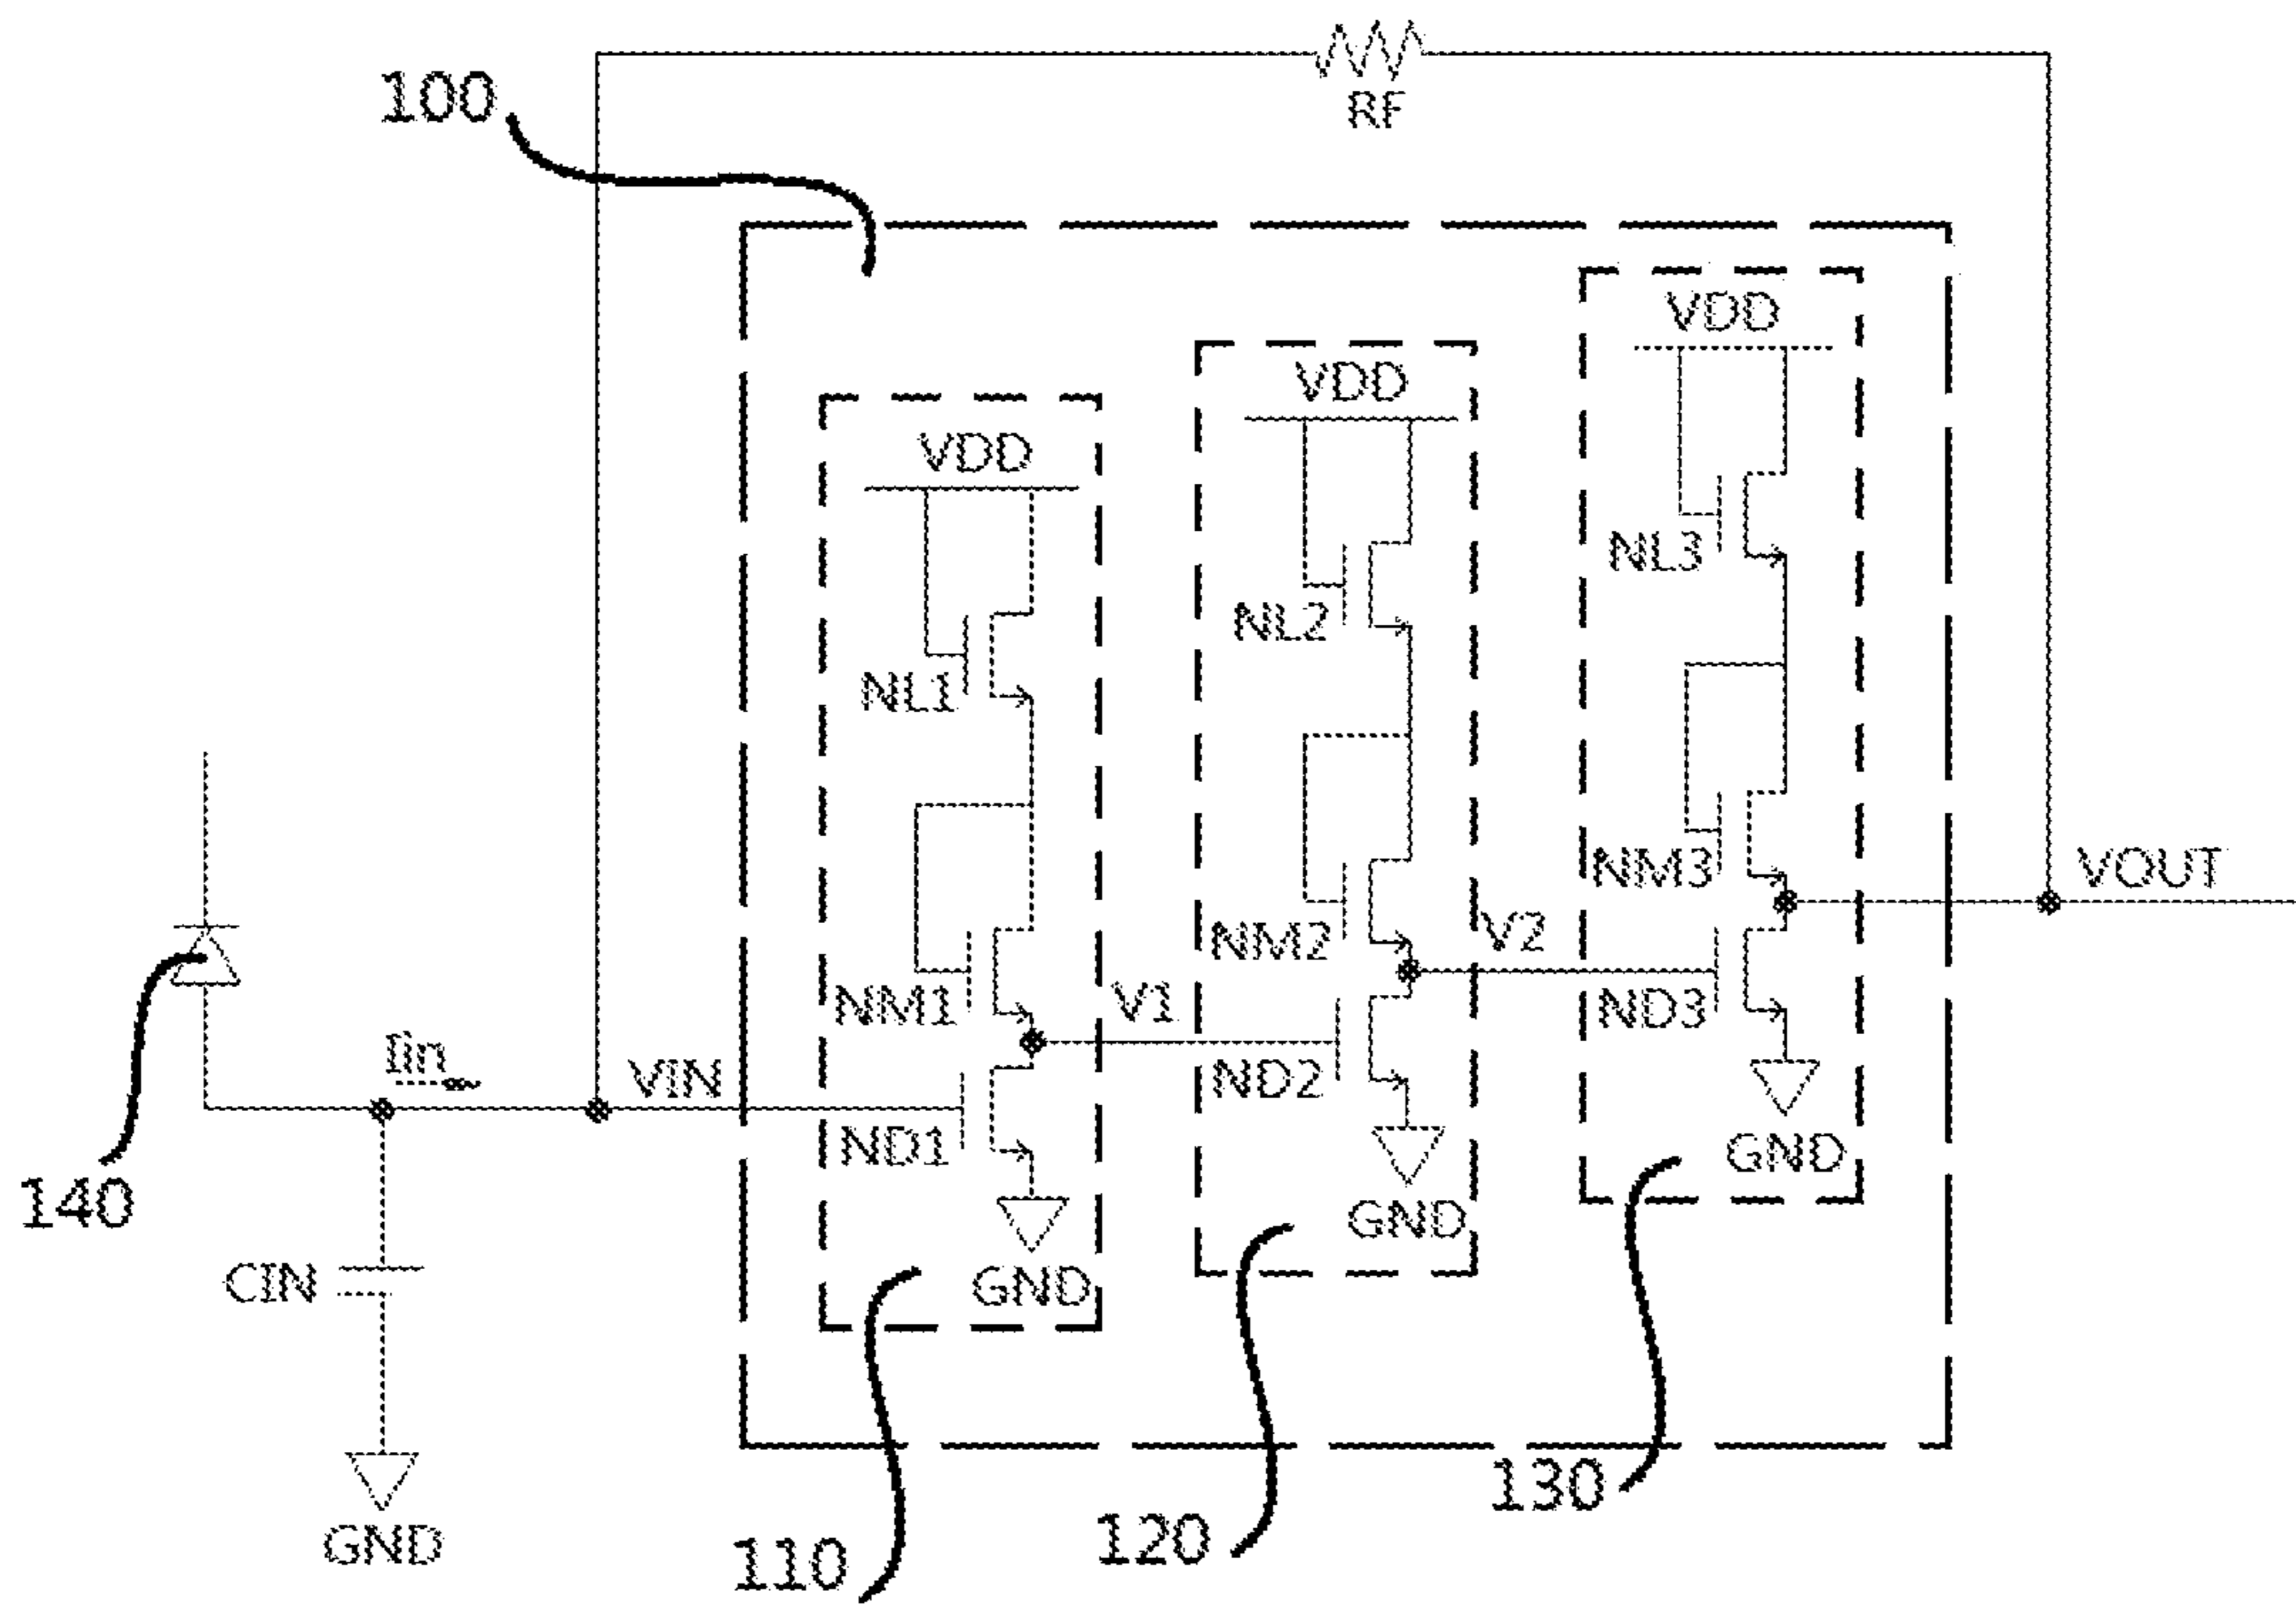 RF
100
VDD
VDD
VDD
NL3
NL2
NL1
NM3
VOUT
NM2
V2
NM1
V1
ND3
Iin
VIN
ND2
ND1
GND
140
GND
CIN
GND
130
120
GND
110